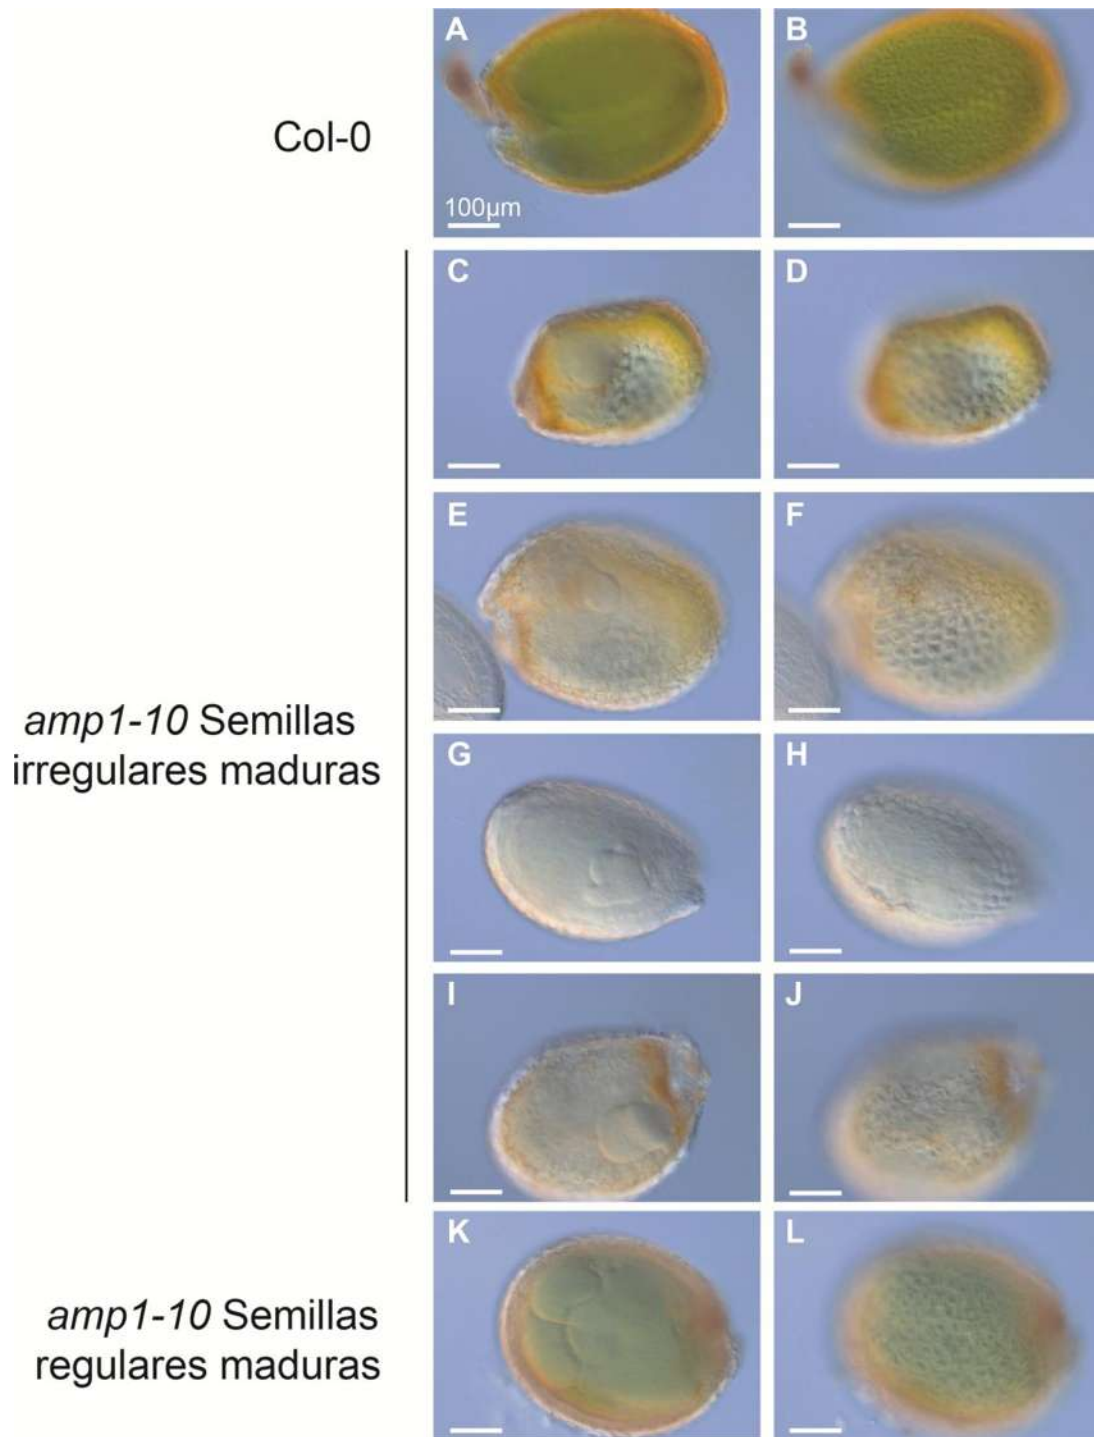 A
B
Col-0
100µm
C
D
E
F
amp1-10 Semillas
irregulares maduras
G
H
I
J
K
L
amp1-10 Semillas
regulares maduras